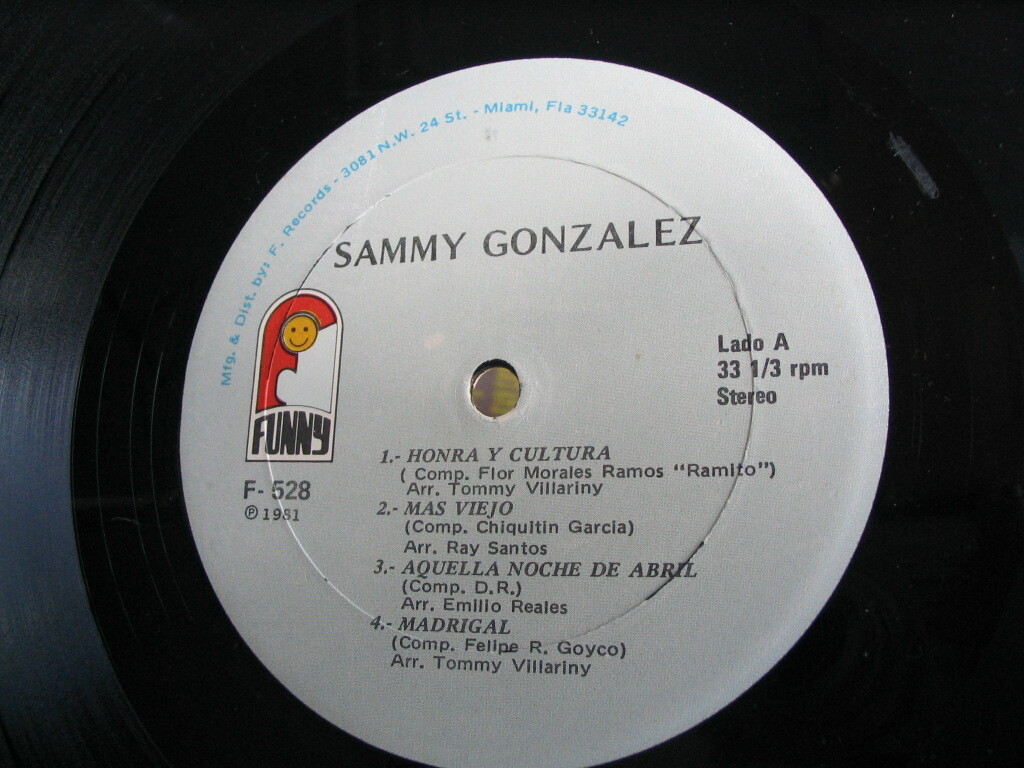 Mfg. & Dist. by: F. Records - 3081 N.W. 24 St. - Miami, Fla 33142
SAMMY GONZALEZ
Lado A
33 1/3 rpm
Stereo
FUNNY
F- 528
℗ 1981
1.- HONRA Y CULTURA
( Comp. Flor Morales Ramos "Ramito")
Arr. Tommy Villariny
2.- MAS VIEJO
(Comp. Chiquitin Garcia)
Arr. Ray Santos
3.- AQUELLA NOCHE DE ABRIL
(Comp. D.R.)
Arr. Emilio Reales
4.- MADRIGAL
(Comp. Felipe R. Goyco)
Arr. Tommy Villariny